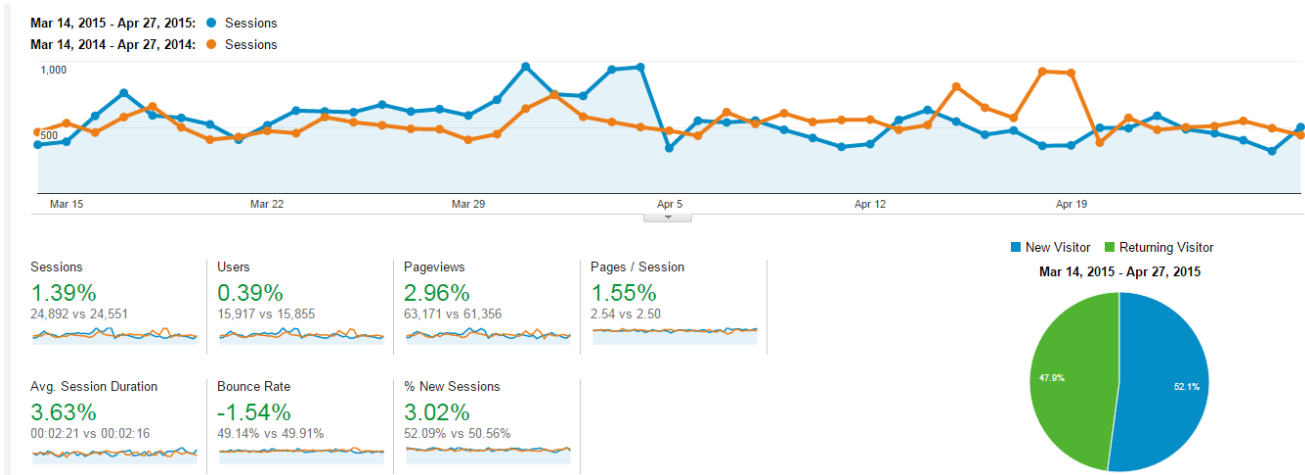 Mar 14, 2015 - Apr 27, 2015: Sessions
Mar 14, 2014 - Apr 27, 2014: Sessions
1,000
500
Mar 15 Mar 22 Mar 29 Apr 5 Apr 12 Apr 19
New Visitor Returning Visitor
Mar 14, 2015 - Apr 27, 2015
47.9% 52.1%
Sessions Users Pageviews Pages / Session
1.39% 0.39% 2.96% 1.55%
24,892 vs 24,551 15,917 vs 15,855 63,171 vs 61,356 2.54 vs 2.50
Avg. Session Duration Bounce Rate % New Sessions
3.63% -1.54% 3.02%
00:02:21 vs 00:02:16 49.14% vs 49.91% 52.09% vs 50.56%